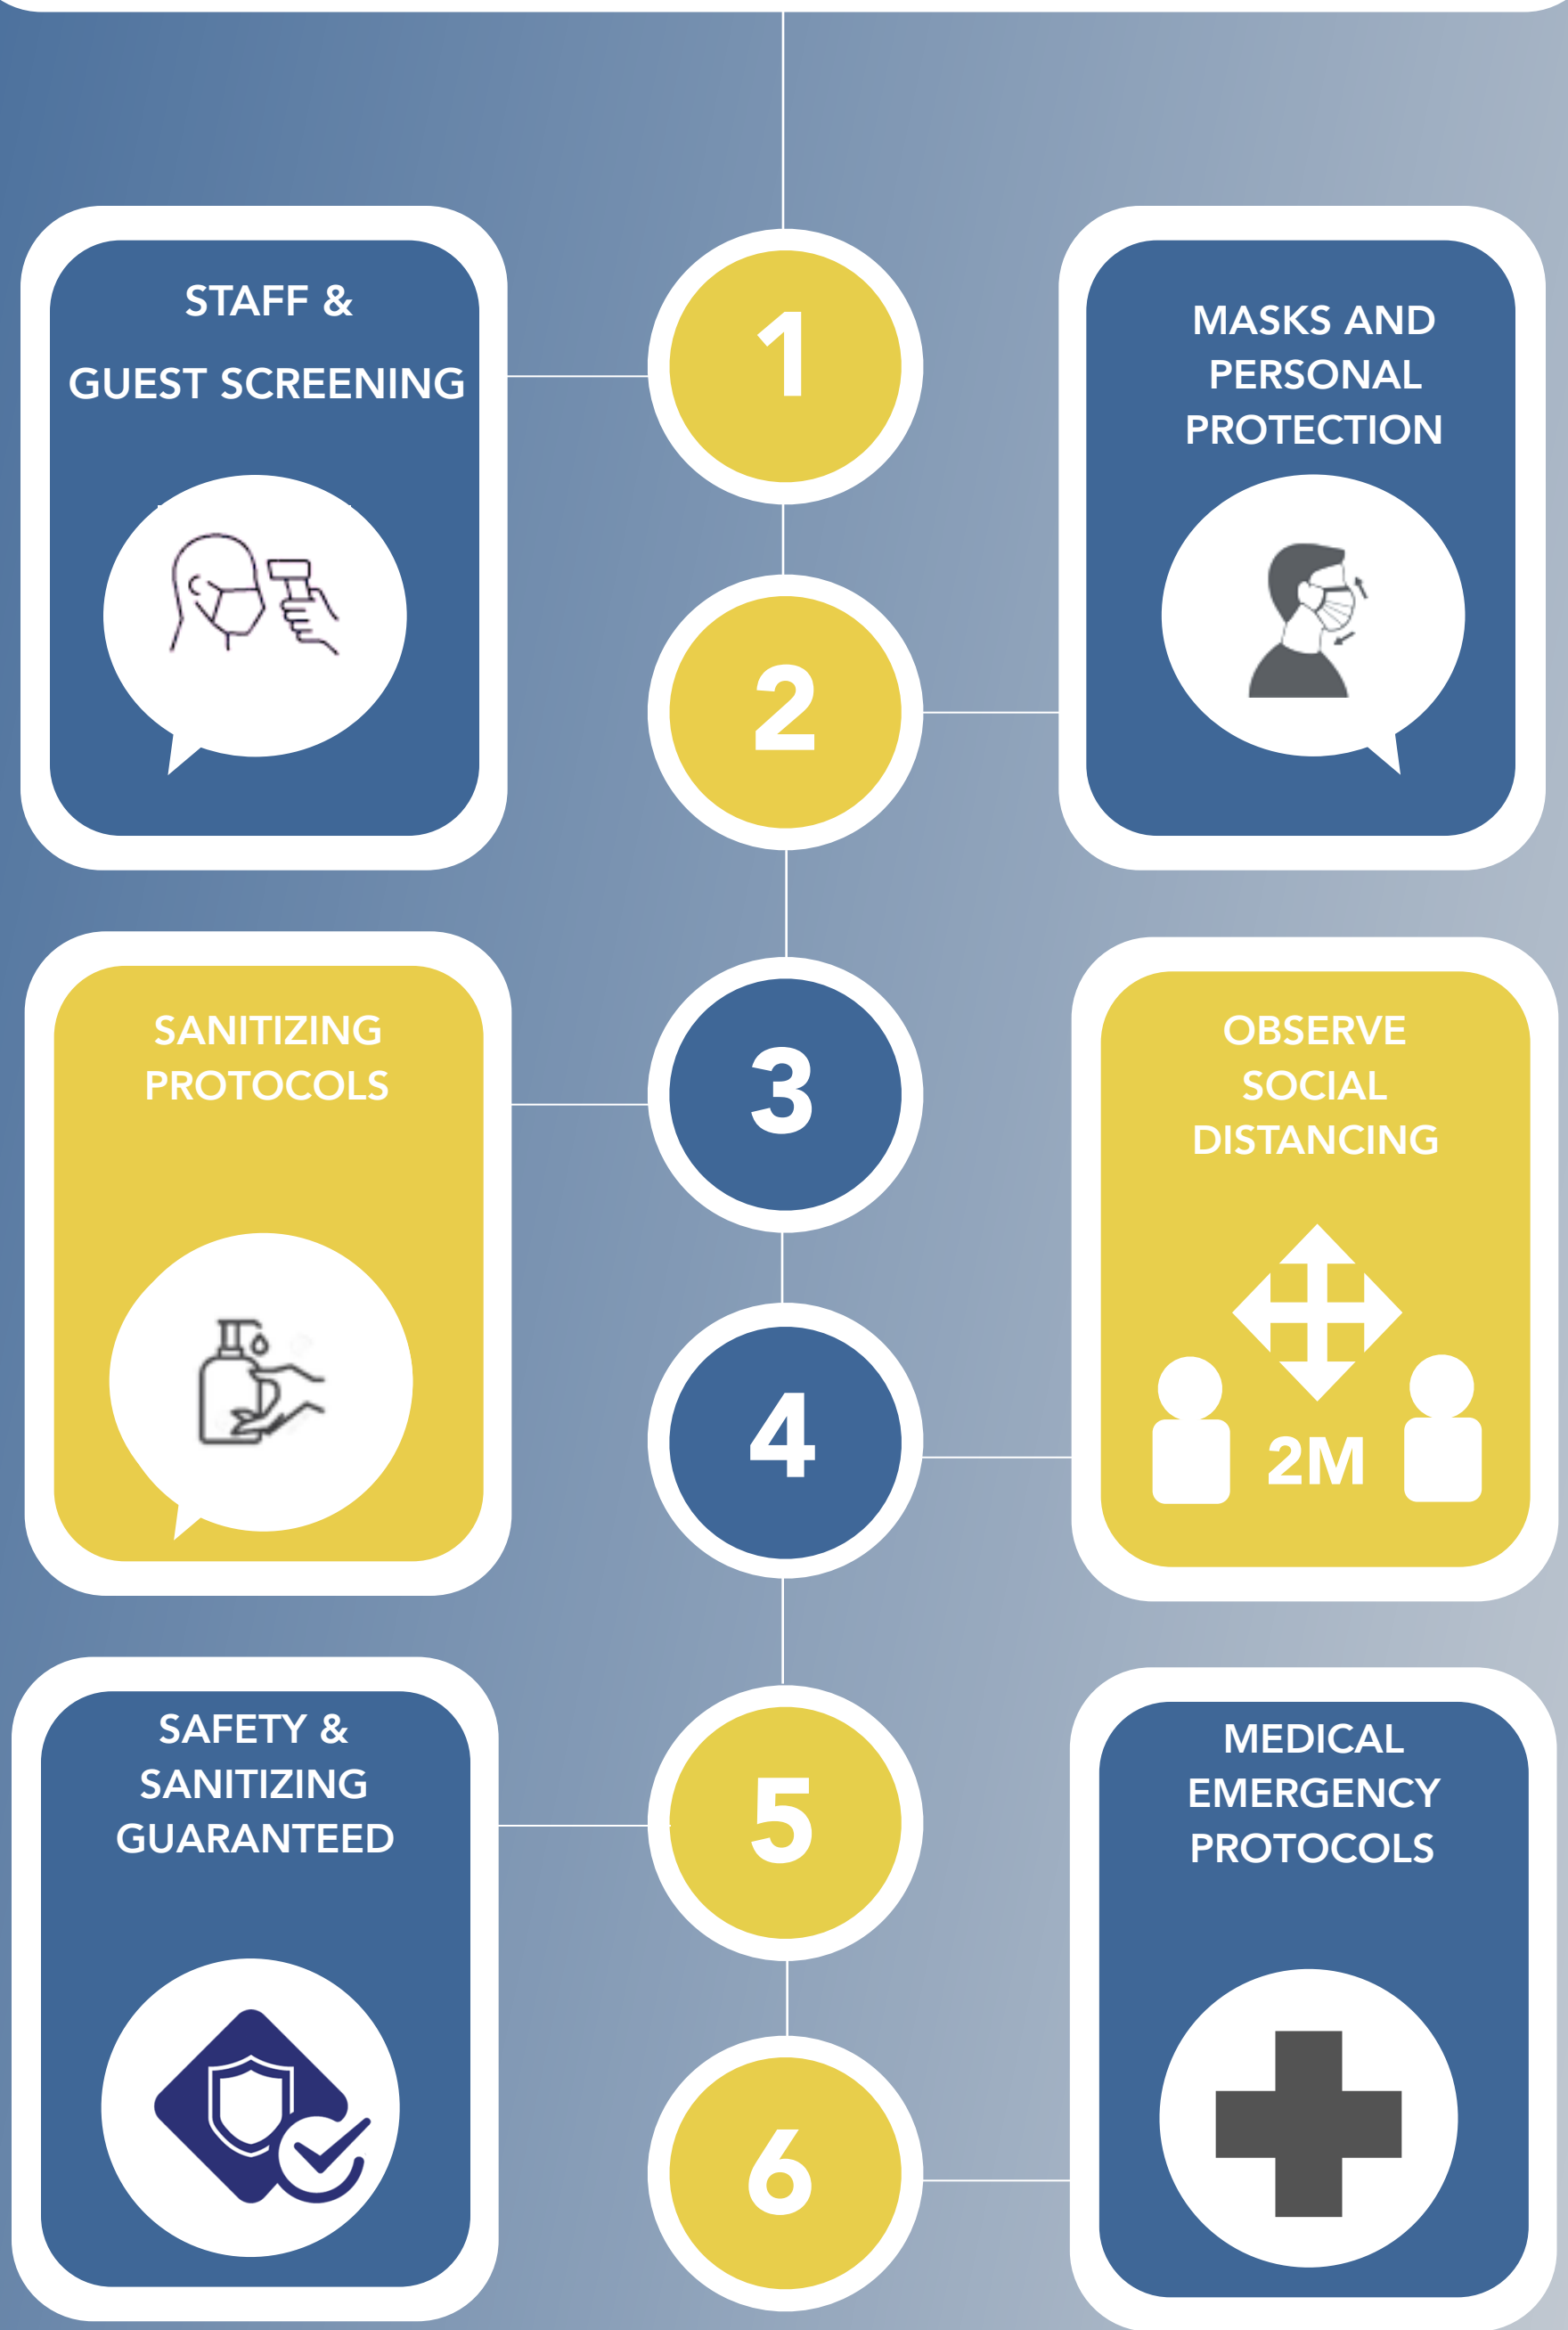 1
STAFF &
GUEST SCREENING
2
MASKS AND
PERSONAL
PROTECTION
3
SANITIZING
PROTOCOLS
4
OBSERVE
SOCIAL
DISTANCING
2M
5
SAFETY &
SANITIZING
GUARANTEED
6
MEDICAL
EMERGENCY
PROTOCOLS